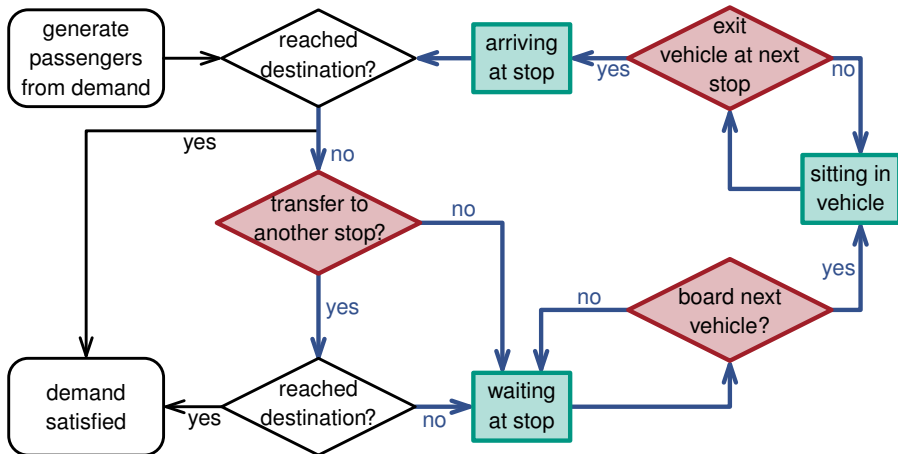 generate
passengers
from demand
reached
destination?
arriving
at stop
exit
vehicle at next
stop
yes
no
yes
no
sitting in
vehicle
transfer to
another stop?
no
yes
board next
vehicle?
no
yes
demand
satisfied
yes
reached
destination?
no
waiting
at stop